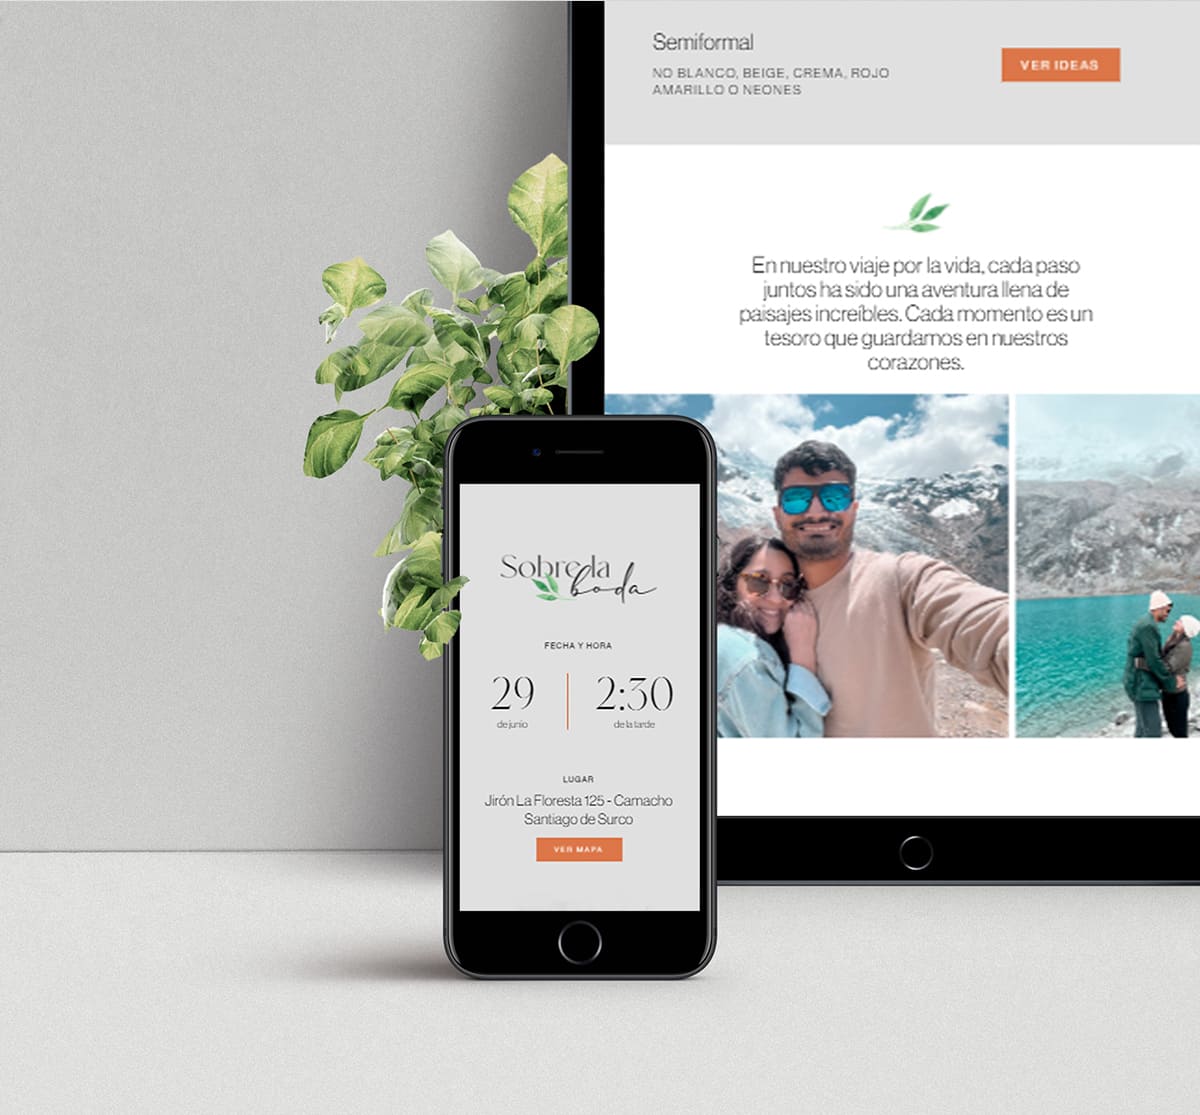 Semiformal
NO BLANCO, BEIGE, CREMA, ROJO
AMARILLO O NEONES
VER IDEAS
En nuestro viaje por la vida, cada paso
juntos ha sido una aventura llena de
paisajes increíbles. Cada momento es un
tesoro que guardamos en nuestros
corazones.
Sobre la
boda
FECHA Y HORA
29
de junio
2:30
de la tarde
LUGAR
Jirón La Floresta 125 - Camacho
Santiago de Surco
VER MAPA